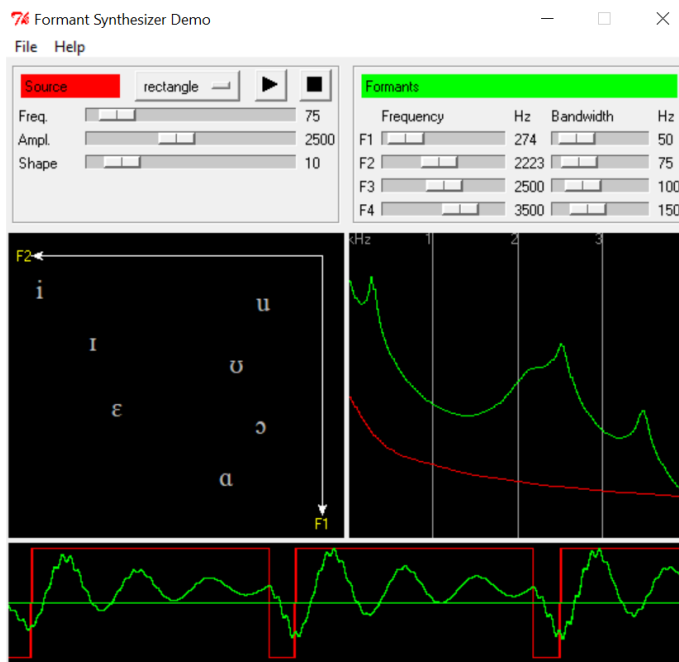 Formant Synthesizer Demo
File Help
Source rectangle
Freq. 75
Ampl. 2500
Shape 10
Formants
Frequency Hz Bandwidth Hz
F1 274 50
F2 2223 75
F3 2500 100
F4 3500 150
F2
i
u
ɪ
ʊ
ɛ
ɔ
ɑ
F1
kHz 1 2 3